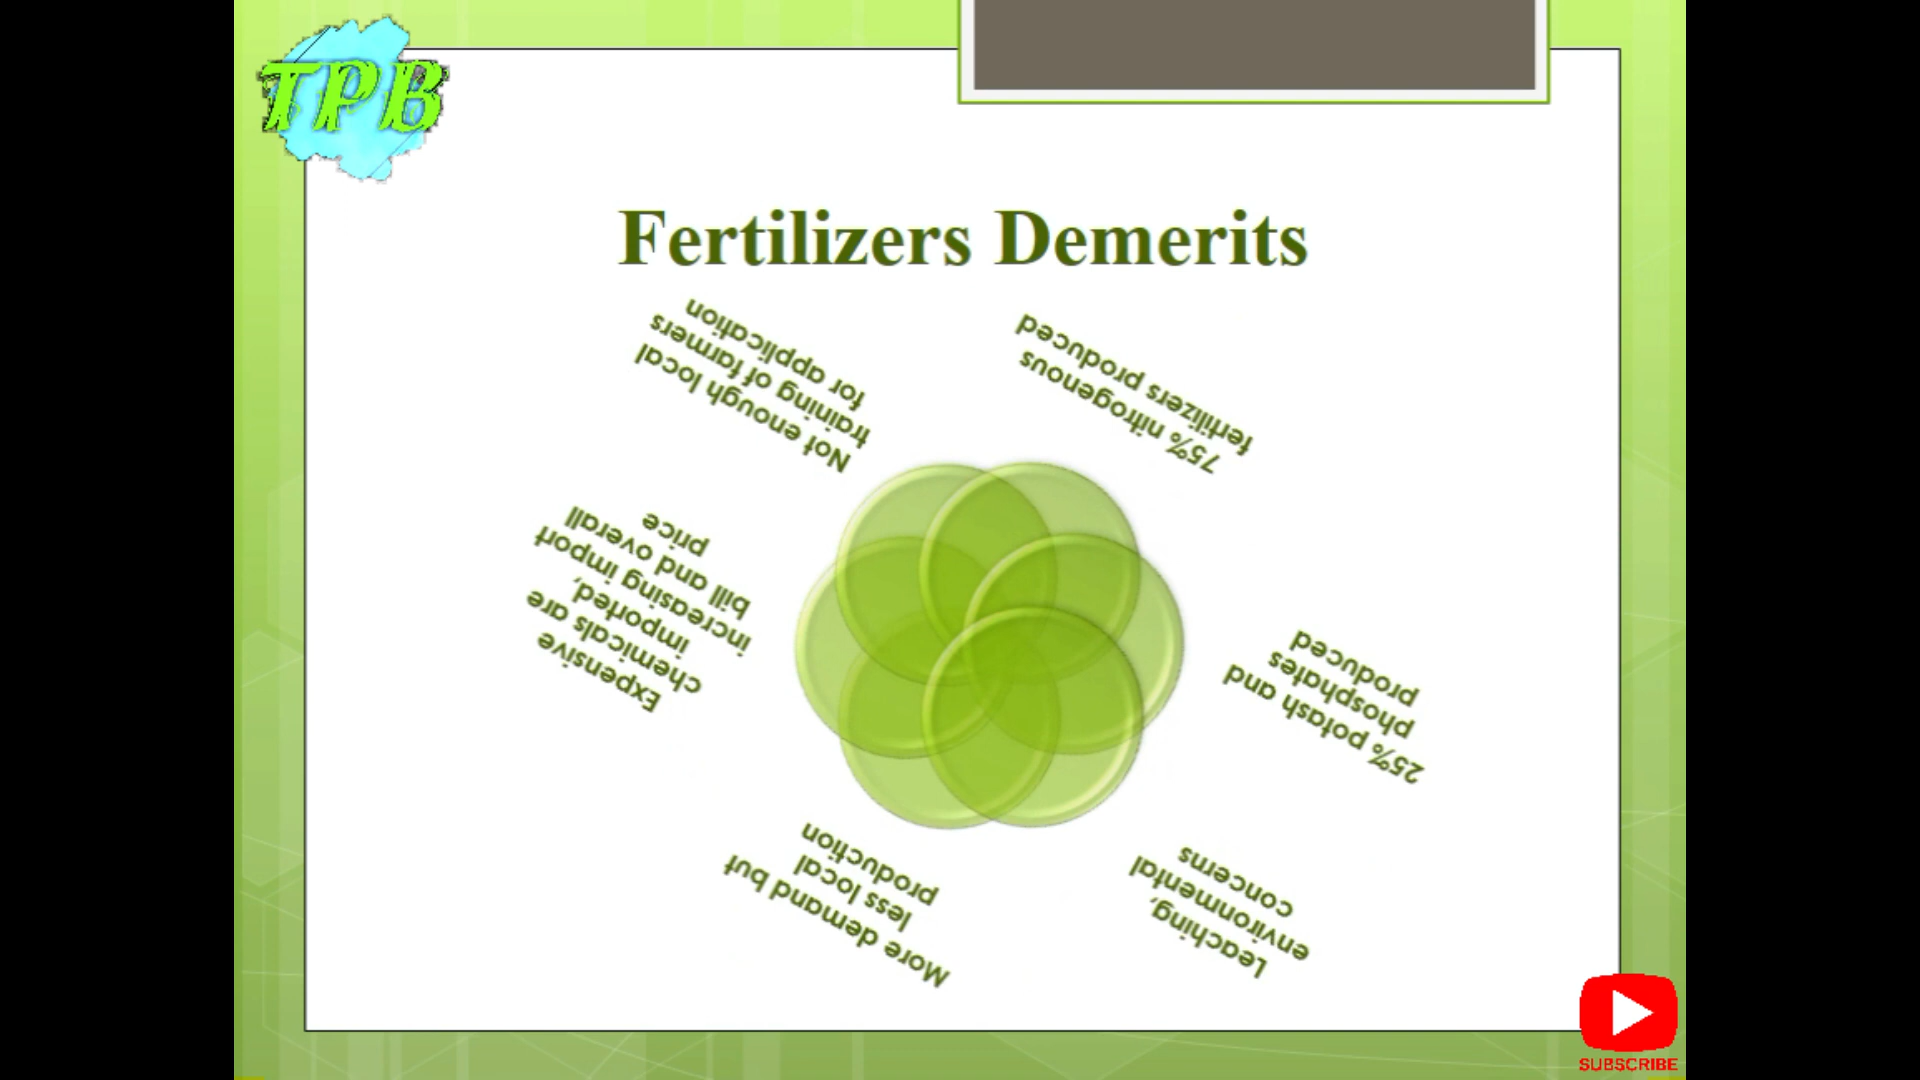 TPB
Fertilizers Demerits
75% nitrogenous
fertilizers produced
25% potash and
phosphates
produced
Leaching,
environmental
concerns
More demand but
less local
production
Expensive
chemicals are
imported,
increasing import
bill and overall
price
Not enough local
training of farmers
for application
SUBSCRIBE